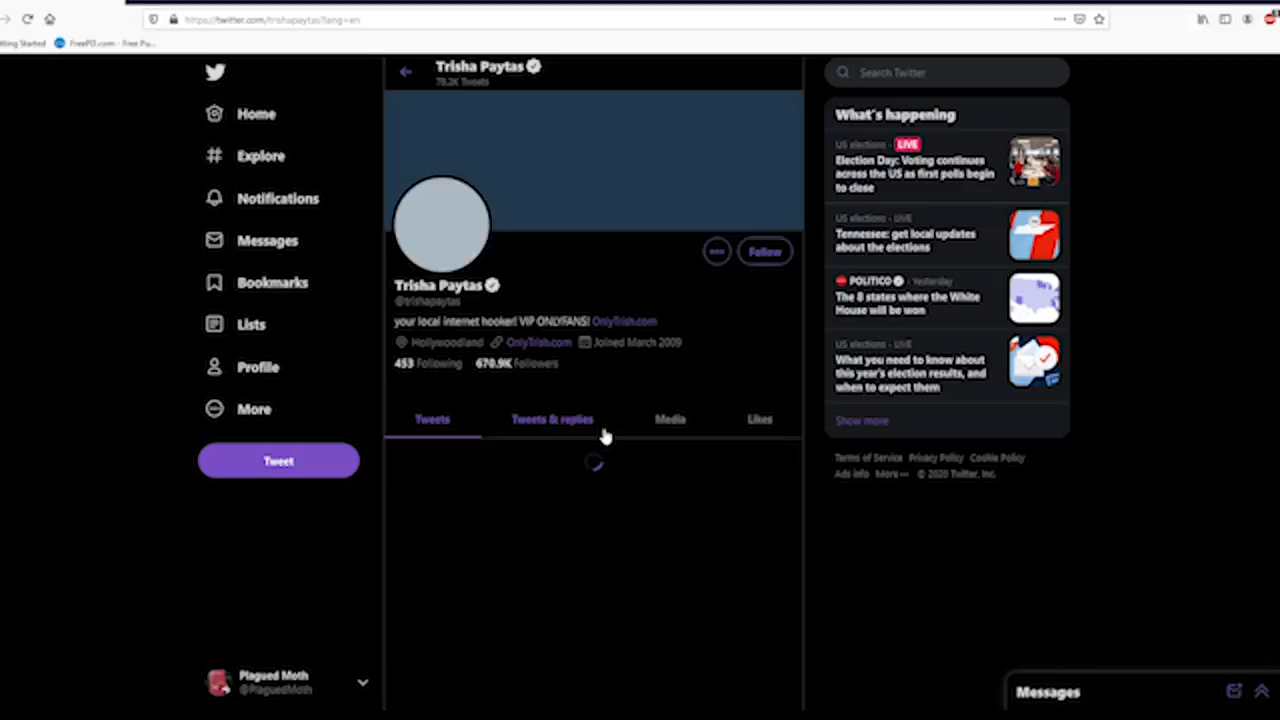 https://twitter.com/trishapaytas?lang=en
tting Started FreePD.com - Free Pu...
Trisha Paytas
70.2K Tweets
Search Twitter
Home
Explore
Notifications
Messages
Bookmarks
Lists
Profile
More
Tweet
Plagued Moth
@PlaguedMoth
Follow
Trisha Paytas
@trishapaytas
your local internet hooker! VIP ONLYFANS! OnlyTrish.com
Hollywoodland OnlyTrish.com Joined March 2009
453 Following 670.9K Followers
Tweets Tweets & replies Media Likes
What's happening
US elections · LIVE
Election Day: Voting continues
across the US as first polls begin
to close
US elections · LIVE
Tennessee: get local updates
about the elections
POLITICO · Yesterday
The 8 states where the White
House will be won
US elections · LIVE
What you need to know about
this year's election results, and
when to expect them
Show more
Terms of Service Privacy Policy Cookie Policy
Ads info More © 2020 Twitter, Inc.
Messages